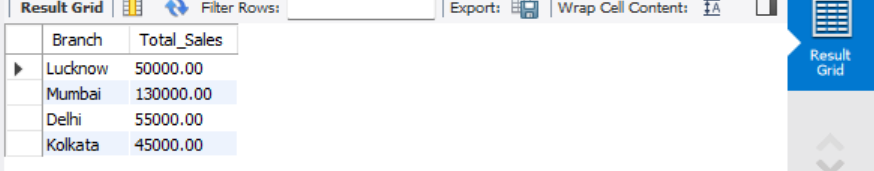 Result Grid Filter Rows: Export: Wrap Cell Content: IA
Branch Total_Sales
Lucknow 50000.00
Mumbai 130000.00
Delhi 55000.00
Kolkata 45000.00
Result
Grid